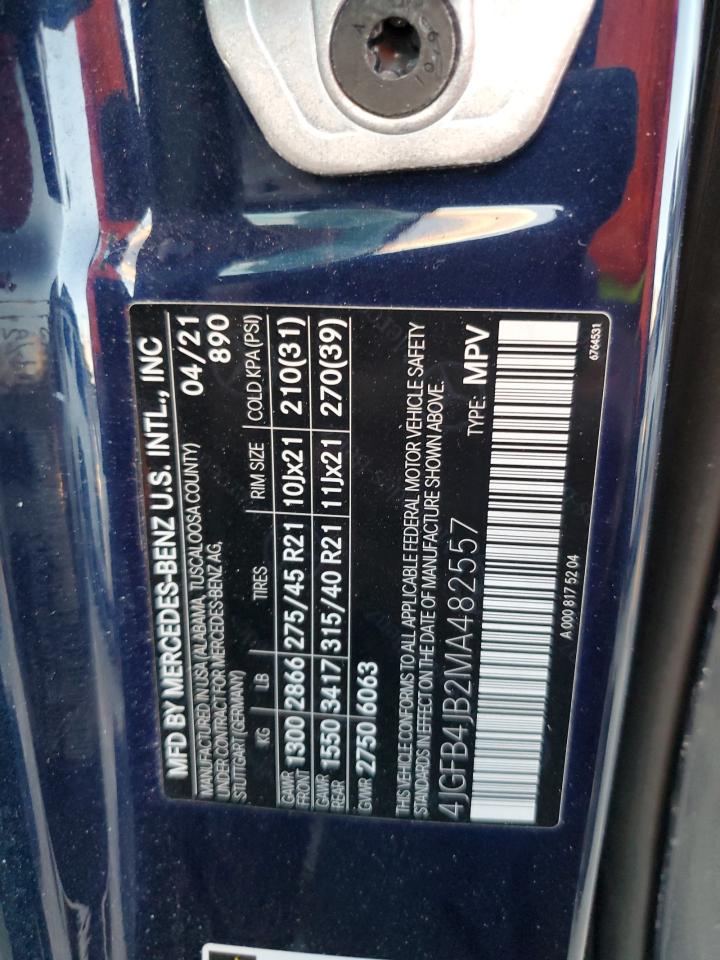 MFD BY MERCEDES-BENZ U.S. INTL., INC
MANUFACTURED IN USA (ALABAMA, TUSCALOOSA COUNTY) 04/21
UNDER CONTRACT FOR MERCEDES-BENZ AG, 890
STUTTGART (GERMANY)
KG LB TIRES RIM SIZE COLD KPA (PSI)
GAWR FRONT 1300 2866 275/45 R21 10Jx21 210(31)
GAWR REAR 1550 3417 315/40 R21 11Jx21 270(39)
GVWR 2750 6063
THIS VEHICLE CONFORMS TO ALL APPLICABLE FEDERAL MOTOR VEHICLE SAFETY
STANDARDS IN EFFECT ON THE DATE OF MANUFACTURE SHOWN ABOVE.
4JGFB4JB2MA482557 TYPE: MPV
A 000 817 52 04 6764531